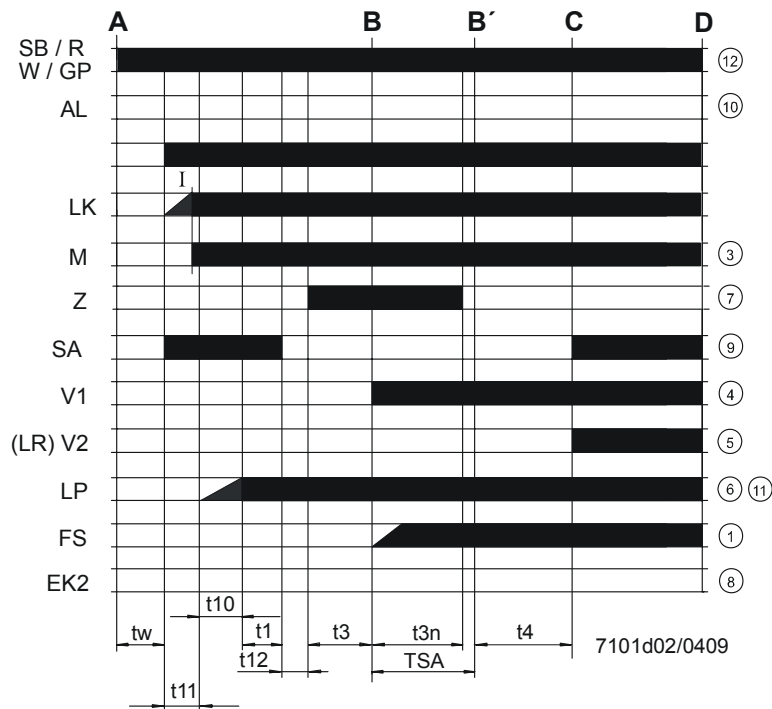 A B B´ C D
SB / R
W / GP 12
AL 10
I
LK
M 3
Z 7
SA 9
V1 4
(LR) V2 5
LP 6 11
FS 1
EK2 8
t10
tw t1 t3 t3n t4
t12 TSA
7101d02/0409
t11